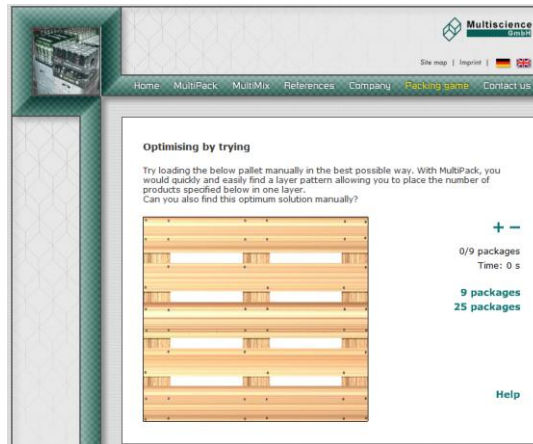 Multiscience
GmbH
Site map | Imprint |
Home MultiPack MultiMix References Company Packing game Contact us
Optimising by trying
Try loading the below pallet manually in the best possible way. With MultiPack, you
would quickly and easily find a layer pattern allowing you to place the number of
products specified below in one layer.
Can you also find this optimum solution manually?
+ −
0/9 packages
Time: 0 s
9 packages
25 packages
Help